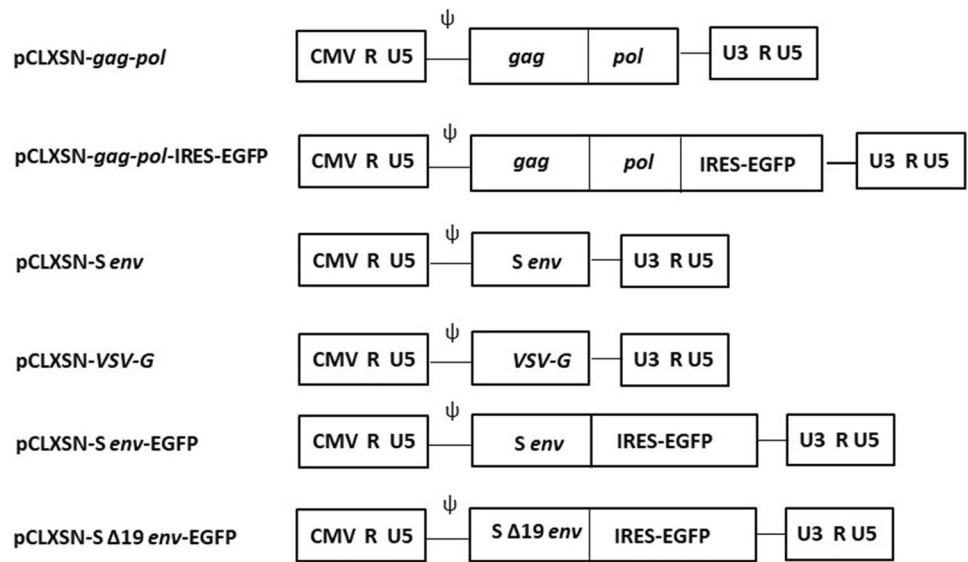 ψ
pCLXSN-gag-pol CMV R U5 gag pol U3 R U5
ψ
pCLXSN-gag-pol-IRES-EGFP CMV R U5 gag pol IRES-EGFP U3 R U5
ψ
pCLXSN-S env CMV R U5 S env U3 R U5
ψ
pCLXSN-VSV-G CMV R U5 VSV-G U3 R U5
ψ
pCLXSN-S env-EGFP CMV R U5 S env IRES-EGFP U3 R U5
ψ
pCLXSN-S Δ19 env-EGFP CMV R U5 S Δ19 env IRES-EGFP U3 R U5